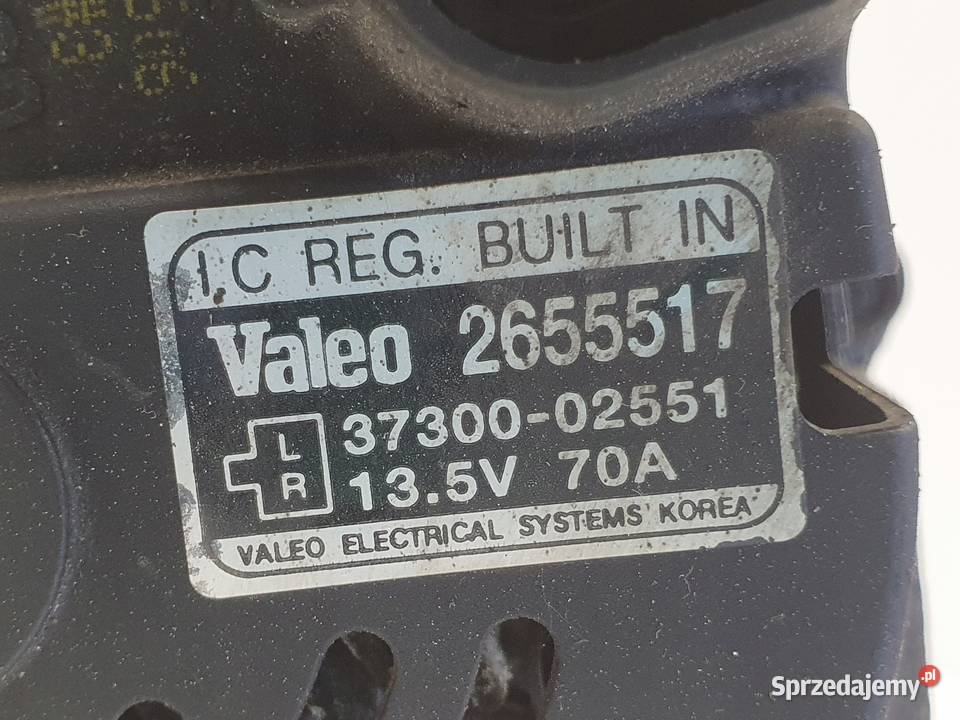 I C REG. BUILT IN
Valeo 2655517
L
R
37300-02551
13.5V 70A
VALEO ELECTRICAL SYSTEMS KOREA
Sprzedajemy.pl